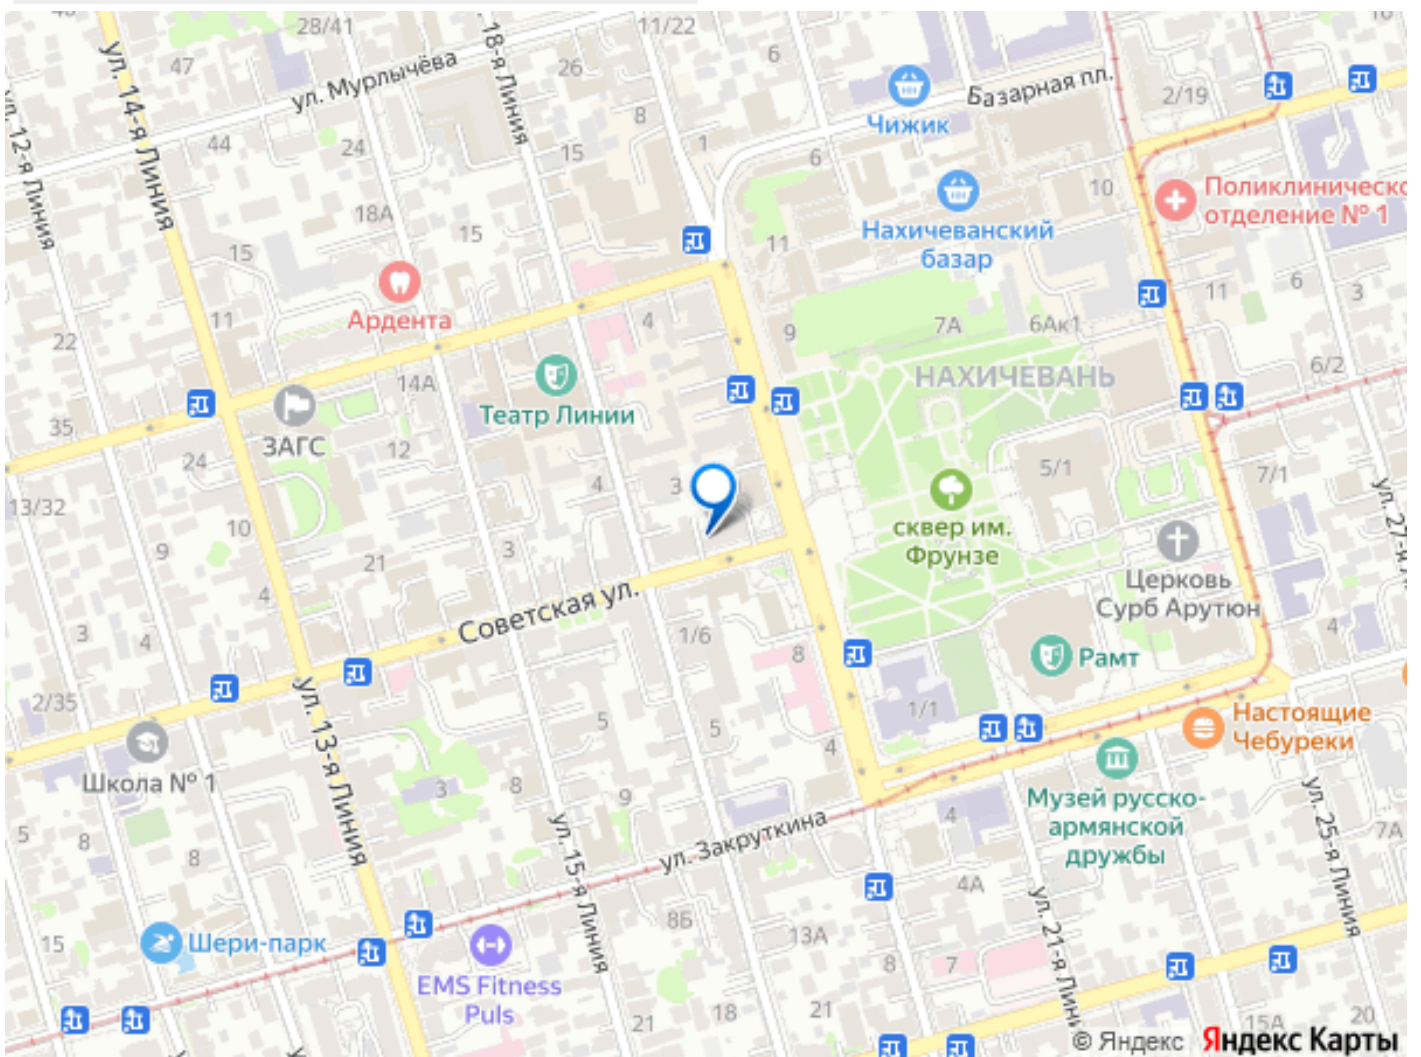 28/41
11/22
47
ул. 14-я Линия
ул. Мурлычёва
18-я Линия
26
6
Чижик
Базарная пл.
2/19
ул. 12-я Линия
44
24
8
15
1
6
10
Поликлиническо
отделение № 1
18А
15
15
11
Нахичеванский
базар
Ардента
11
4
9
7А
6Ак1
11
6
3
22
14А
Театр Линии
НАХИЧЕВАНЬ
6/2
35
ЗАГС
12
24
4
3
5/1
7/1
13/32
10
сквер им.
Фрунзе
9
21
3
4
Церковь
Сурб Арутюн
Советская ул.
3
4
1/6
8
4
Рамт
2/35
ул. 13-я Линия
5
5
4
1/1
Настоящие
Чебуреки
Школа № 1
3
8
9
Музей русско-
армянской
дружбы
5
8
8
ул. 15-я Линия
ул. Закруткина
4
ул. 25-я Линия
7А
4А
ул. 21-я Лини
15
Шери-парк
EMS Fitness
Puls
8Б
13А
8
7
21
18
21
15А
20
© Яндекс
Яндекс Карты